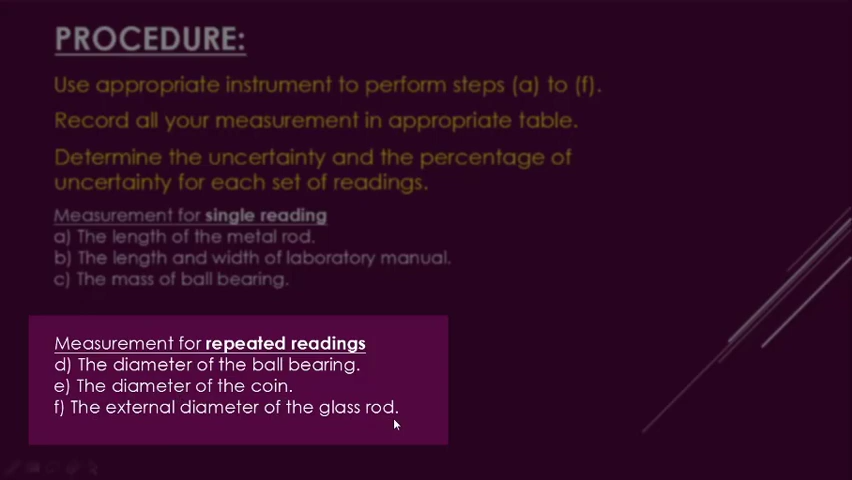 PROCEDURE:
Use appropriate instrument to perform steps (a) to (f).
Record all your measurement in appropriate table.
Determine the uncertainty and the percentage of
uncertainty for each set of readings.
Measurement for single reading
a) The length of the metal rod.
b) The length and width of laboratory manual.
c) The mass of ball bearing.
Measurement for repeated readings
d) The diameter of the ball bearing.
e) The diameter of the coin.
f) The external diameter of the glass rod.